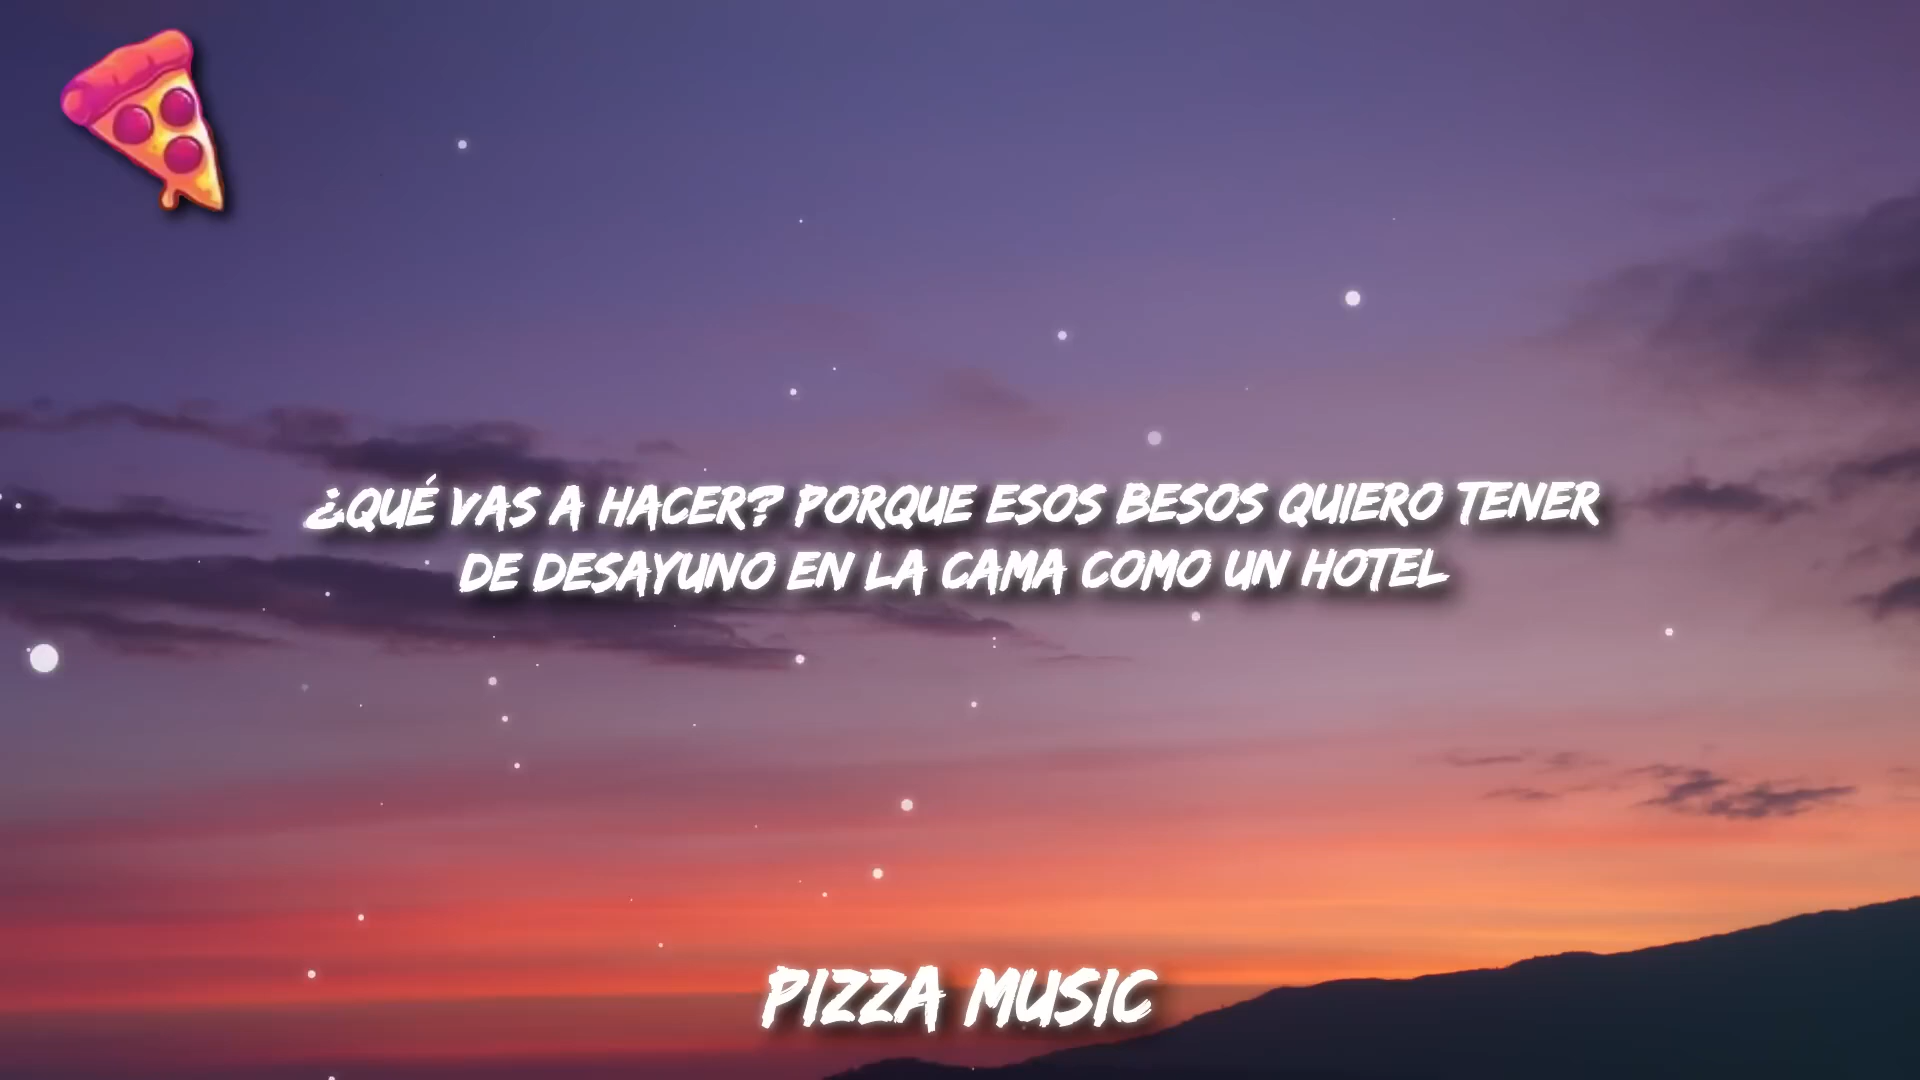 ¿QUÉ VAS A HACER? PORQUE ESOS BESOS QUIERO TENER
DE DESAYUNO EN LA CAMA COMO UN HOTEL
PIZZA MUSIC